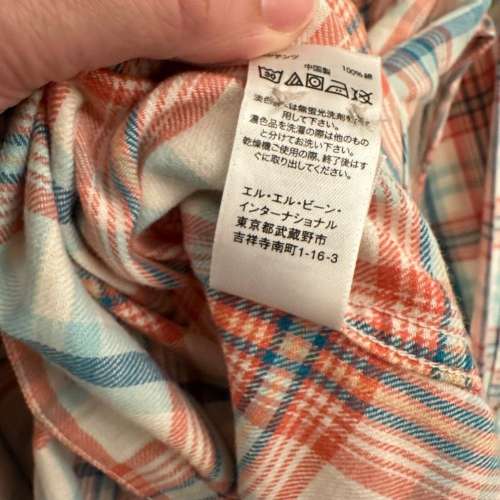 中国製 100% 綿
淡色には無蛍光洗剤を使
用して下さい。
濃色品を洗濯の際は他のもの
と分けてお洗い下さい。
乾燥機ご使用の際、終了後はす
ぐに取り出してください。
エル・エル・ビーン・
インターナショナル
東京都武蔵野市
吉祥寺南町1-16-3